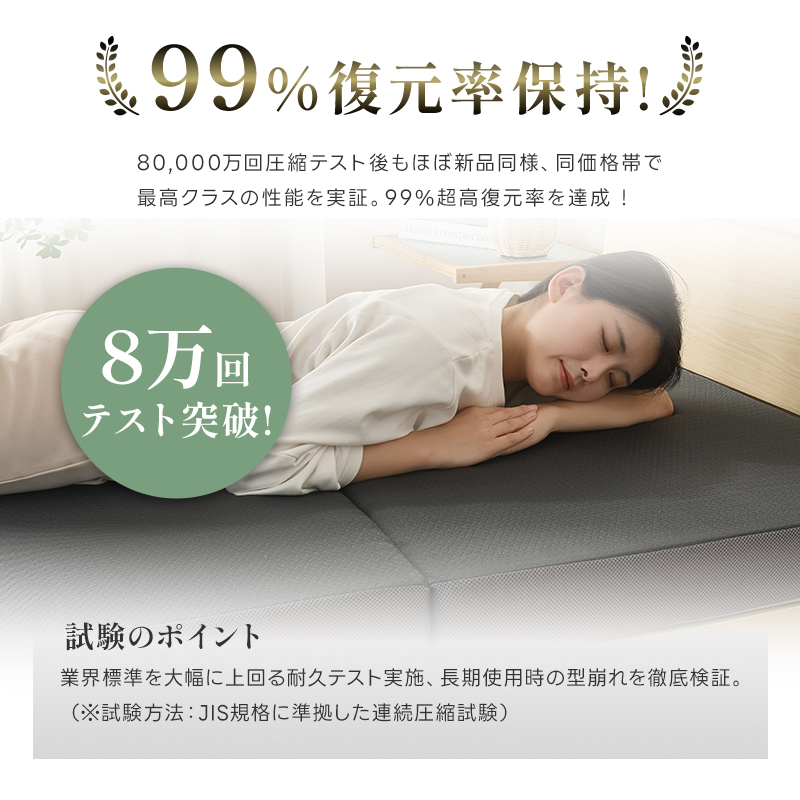 99%復元率保持!
80,000万回圧縮テスト後もほぼ新品同様、同価格帯で
最高クラスの性能を実証。99%超高復元率を達成！
8万回
テスト突破!
試験のポイント
業界標準を大幅に上回る耐久テスト実施、長期使用時の型崩れを徹底検証。
（※試験方法：JIS規格に準拠した連続圧縮試験）